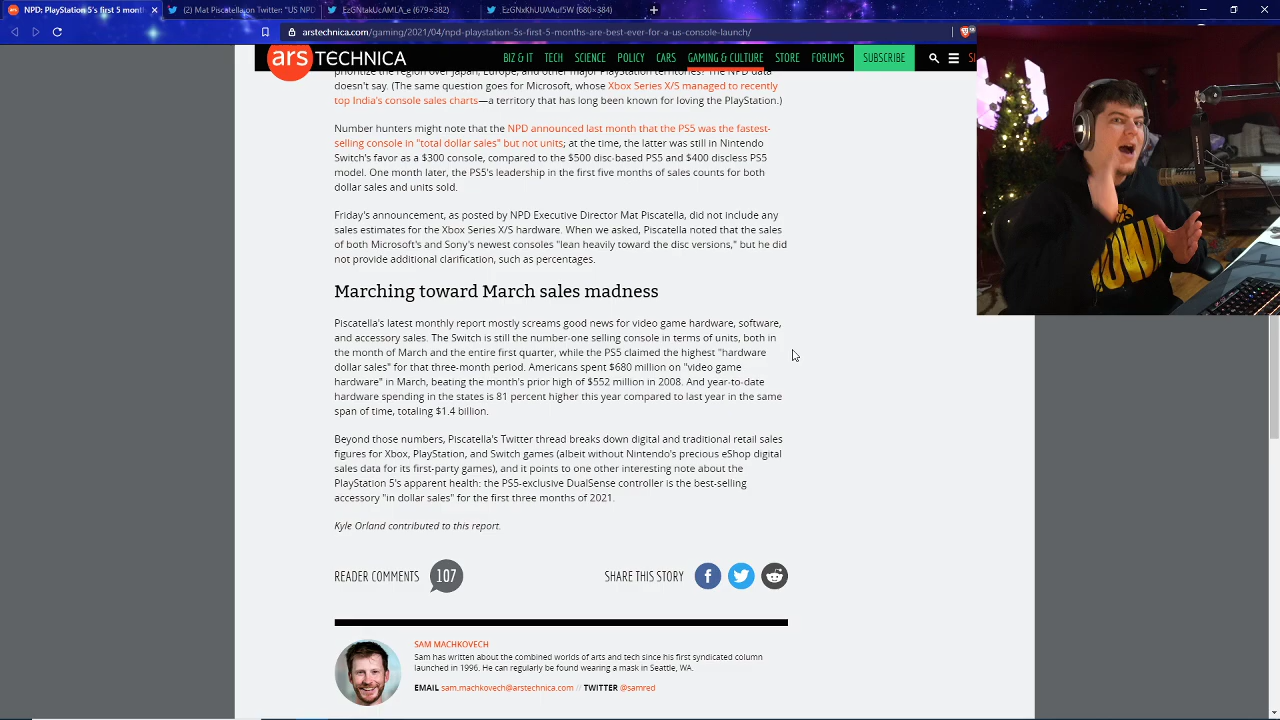 NPD: PlayStation 5's first 5 mont
(2) Mat Piscatella on Twitter: "US NPD
EzGNtakUcAMLA_e (679×382)
EzGNxKhUUAAuf5W (680×384)
arstechnica.com/gaming/2021/04/npd-playstation-5s-first-5-months-are-best-ever-for-a-us-console-launch/
ars TECHNICA
BIZ & IT TECH SCIENCE POLICY CARS GAMING & CULTURE STORE FORUMS SUBSCRIBE
prioritize the region over Japan, Europe, and other major PlayStation territories? The NPD data
doesn't say. (The same question goes for Microsoft, whose Xbox Series X/S managed to recently
top India's console sales charts—a territory that has long been known for loving the PlayStation.)
Number hunters might note that the NPD announced last month that the PS5 was the fastest-
selling console in "total dollar sales" but not units; at the time, the latter was still in Nintendo
Switch's favor as a $300 console, compared to the $500 disc-based PS5 and $400 discless PS5
model. One month later, the PS5's leadership in the first five months of sales counts for both
dollar sales and units sold.
Friday's announcement, as posted by NPD Executive Director Mat Piscatella, did not include any
sales estimates for the Xbox Series X/S hardware. When we asked, Piscatella noted that the sales
of both Microsoft's and Sony's newest consoles "lean heavily toward the disc versions," but he did
not provide additional clarification, such as percentages.
Marching toward March sales madness
Piscatella's latest monthly report mostly screams good news for video game hardware, software,
and accessory sales. The Switch is still the number-one selling console in terms of units, both in
the month of March and the entire first quarter, while the PS5 claimed the highest "hardware
dollar sales" for that three-month period. Americans spent $680 million on "video game
hardware" in March, beating the month's prior high of $552 million in 2008. And year-to-date
hardware spending in the states is 81 percent higher this year compared to last year in the same
span of time, totaling $1.4 billion.
Beyond those numbers, Piscatella's Twitter thread breaks down digital and traditional retail sales
figures for Xbox, PlayStation, and Switch games (albeit without Nintendo's precious eShop digital
sales data for its first-party games), and it points to one other interesting note about the
PlayStation 5's apparent health: the PS5-exclusive DualSense controller is the best-selling
accessory "in dollar sales" for the first three months of 2021.
Kyle Orland contributed to this report.
READER COMMENTS 107 SHARE THIS STORY
SAM MACHKOVECH
Sam has written about the combined worlds of arts and tech since his first syndicated column
launched in 1996. He can regularly be found wearing a mask in Seattle, WA.
EMAIL sam.machkovech@arstechnica.com // TWITTER @samred